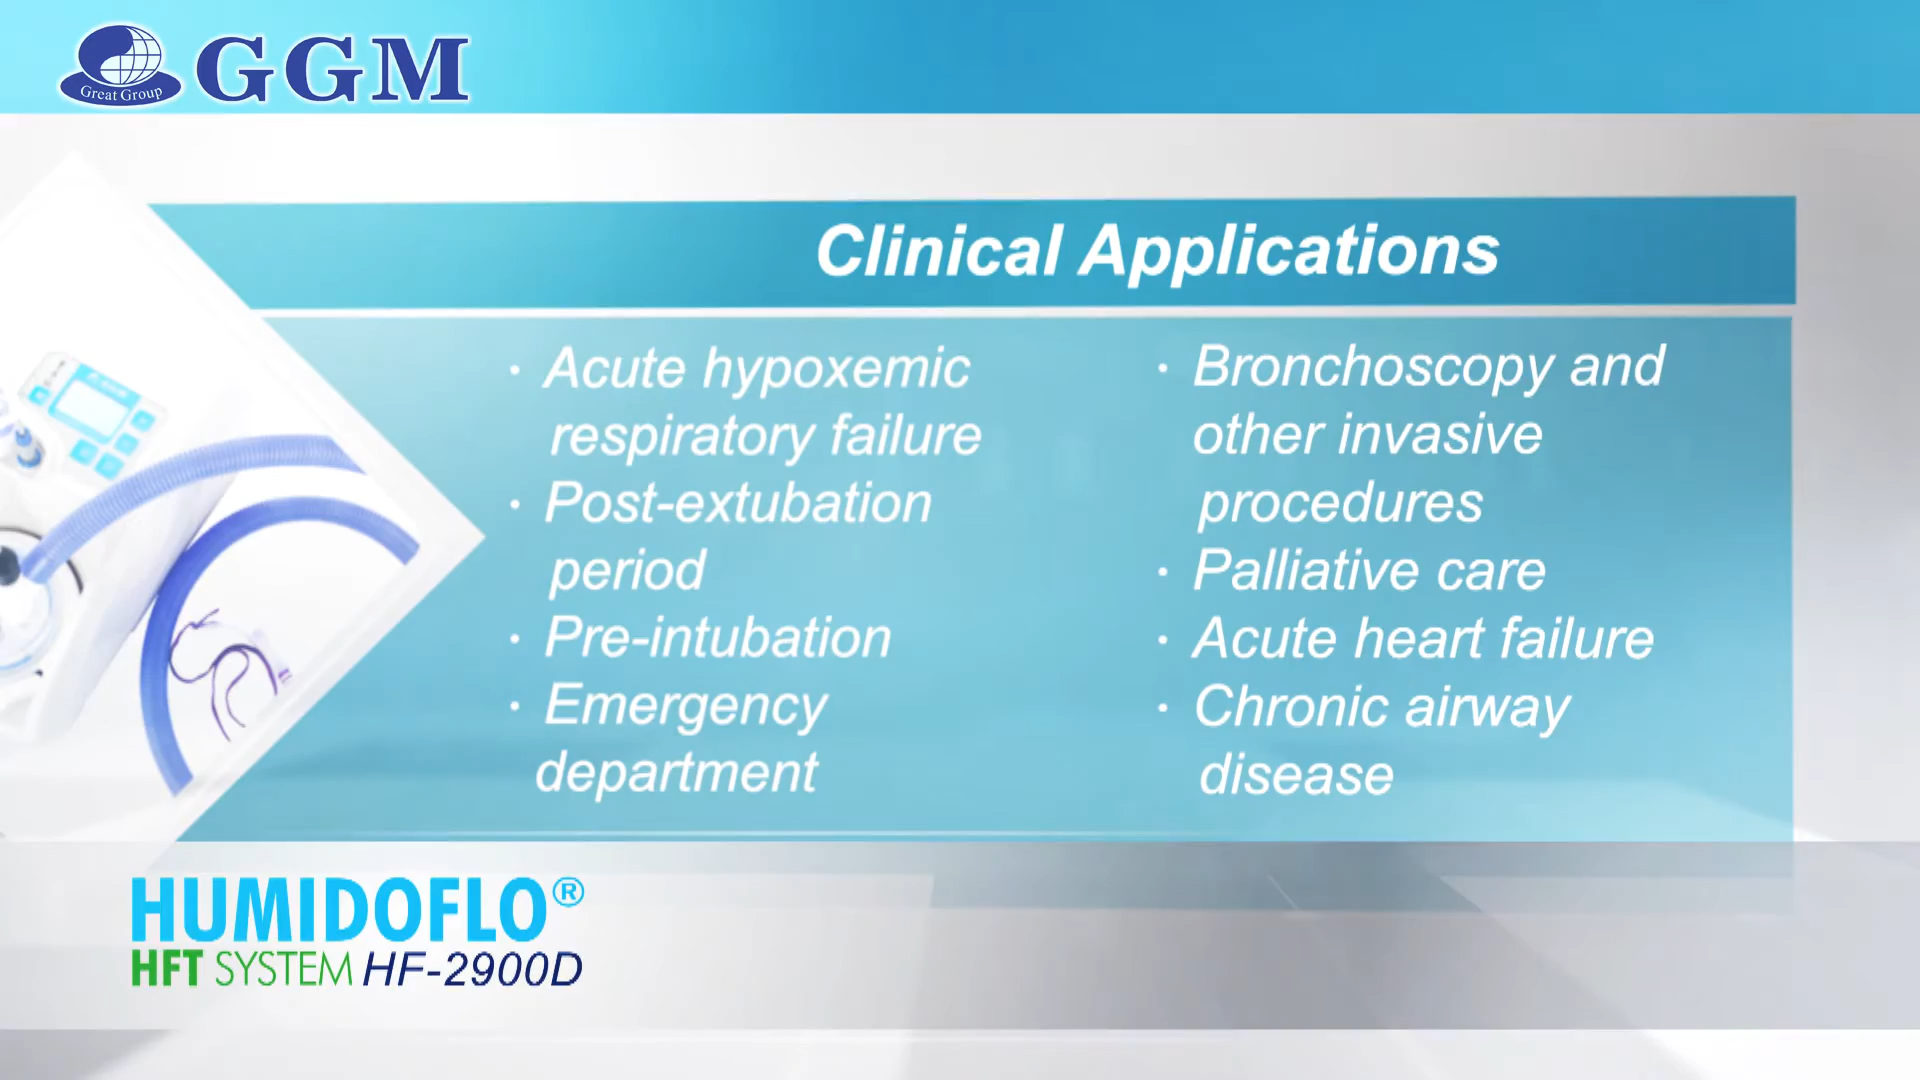 Great Group
GGM
Clinical Applications
· Acute hypoxemic
respiratory failure
· Post-extubation
period
· Pre-intubation
· Emergency
department
· Bronchoscopy and
other invasive
procedures
· Palliative care
· Acute heart failure
· Chronic airway
disease
HUMIDOFLO®
HFT SYSTEM HF-2900D